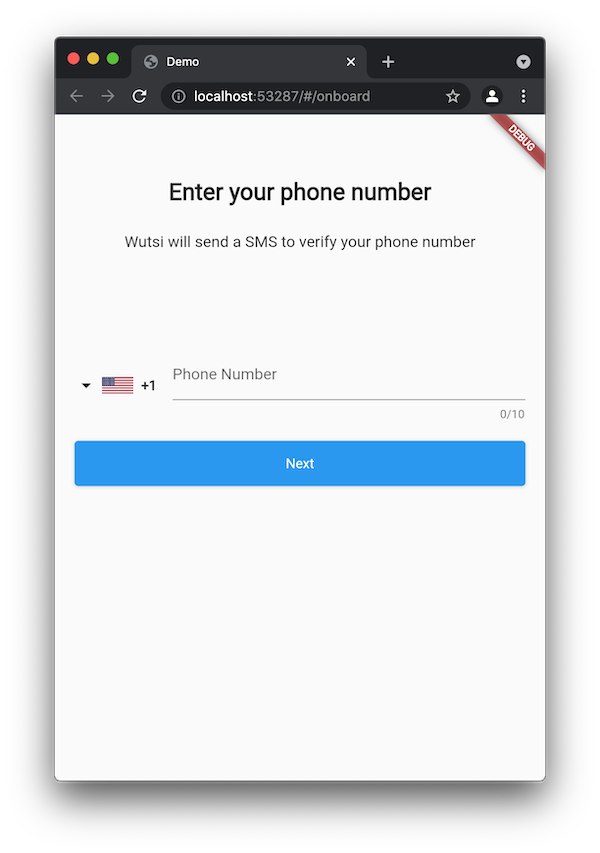 Demo
localhost:53287/#/onboard
DEBUG
Enter your phone number
Wutsi will send a SMS to verify your phone number
+1
Phone Number
0/10
Next